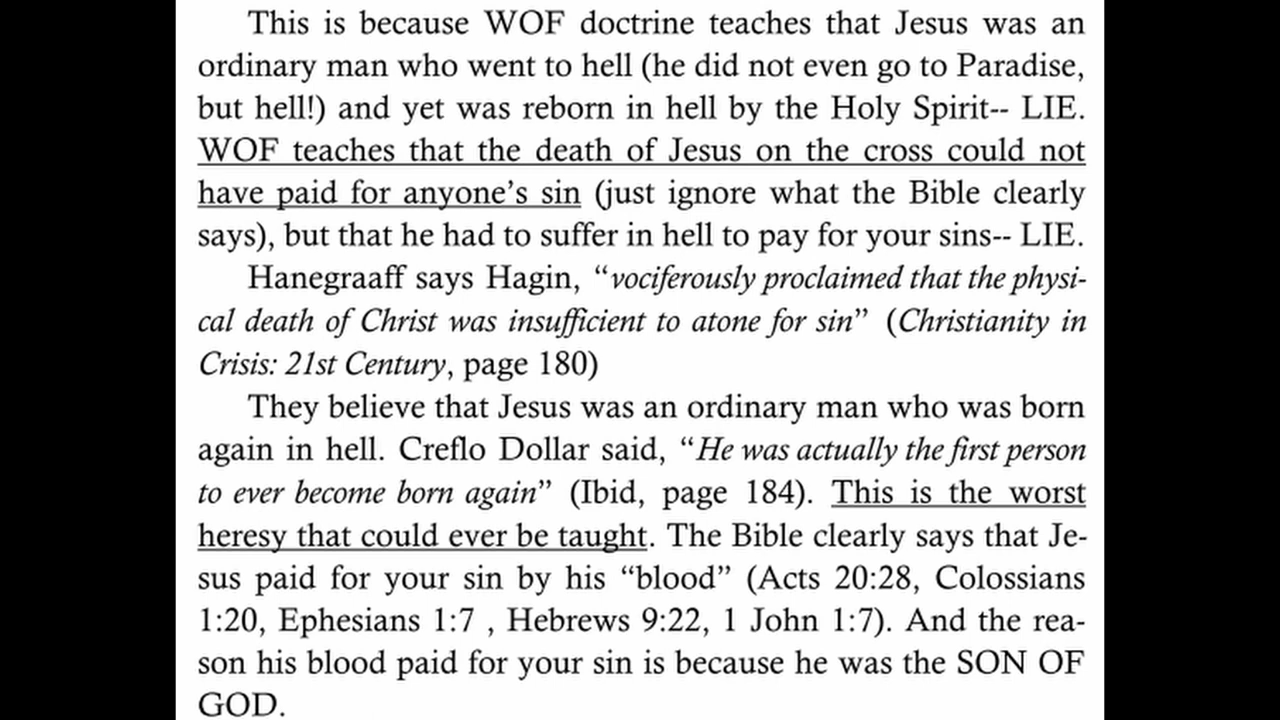 This is because WOF doctrine teaches that Jesus was an
ordinary man who went to hell (he did not even go to Paradise,
but hell!) and yet was reborn in hell by the Holy Spirit-- LIE.
WOF teaches that the death of Jesus on the cross could not
have paid for anyone’s sin (just ignore what the Bible clearly
says), but that he had to suffer in hell to pay for your sins-- LIE.
Hanegraaff says Hagin, “vociferously proclaimed that the physi-
cal death of Christ was insufficient to atone for sin” (Christianity in
Crisis: 21st Century, page 180)
They believe that Jesus was an ordinary man who was born
again in hell. Creflo Dollar said, “He was actually the first person
to ever become born again” (Ibid, page 184). This is the worst
heresy that could ever be taught. The Bible clearly says that Je-
sus paid for your sin by his “blood” (Acts 20:28, Colossians
1:20, Ephesians 1:7 , Hebrews 9:22, 1 John 1:7). And the rea-
son his blood paid for your sin is because he was the SON OF
GOD.